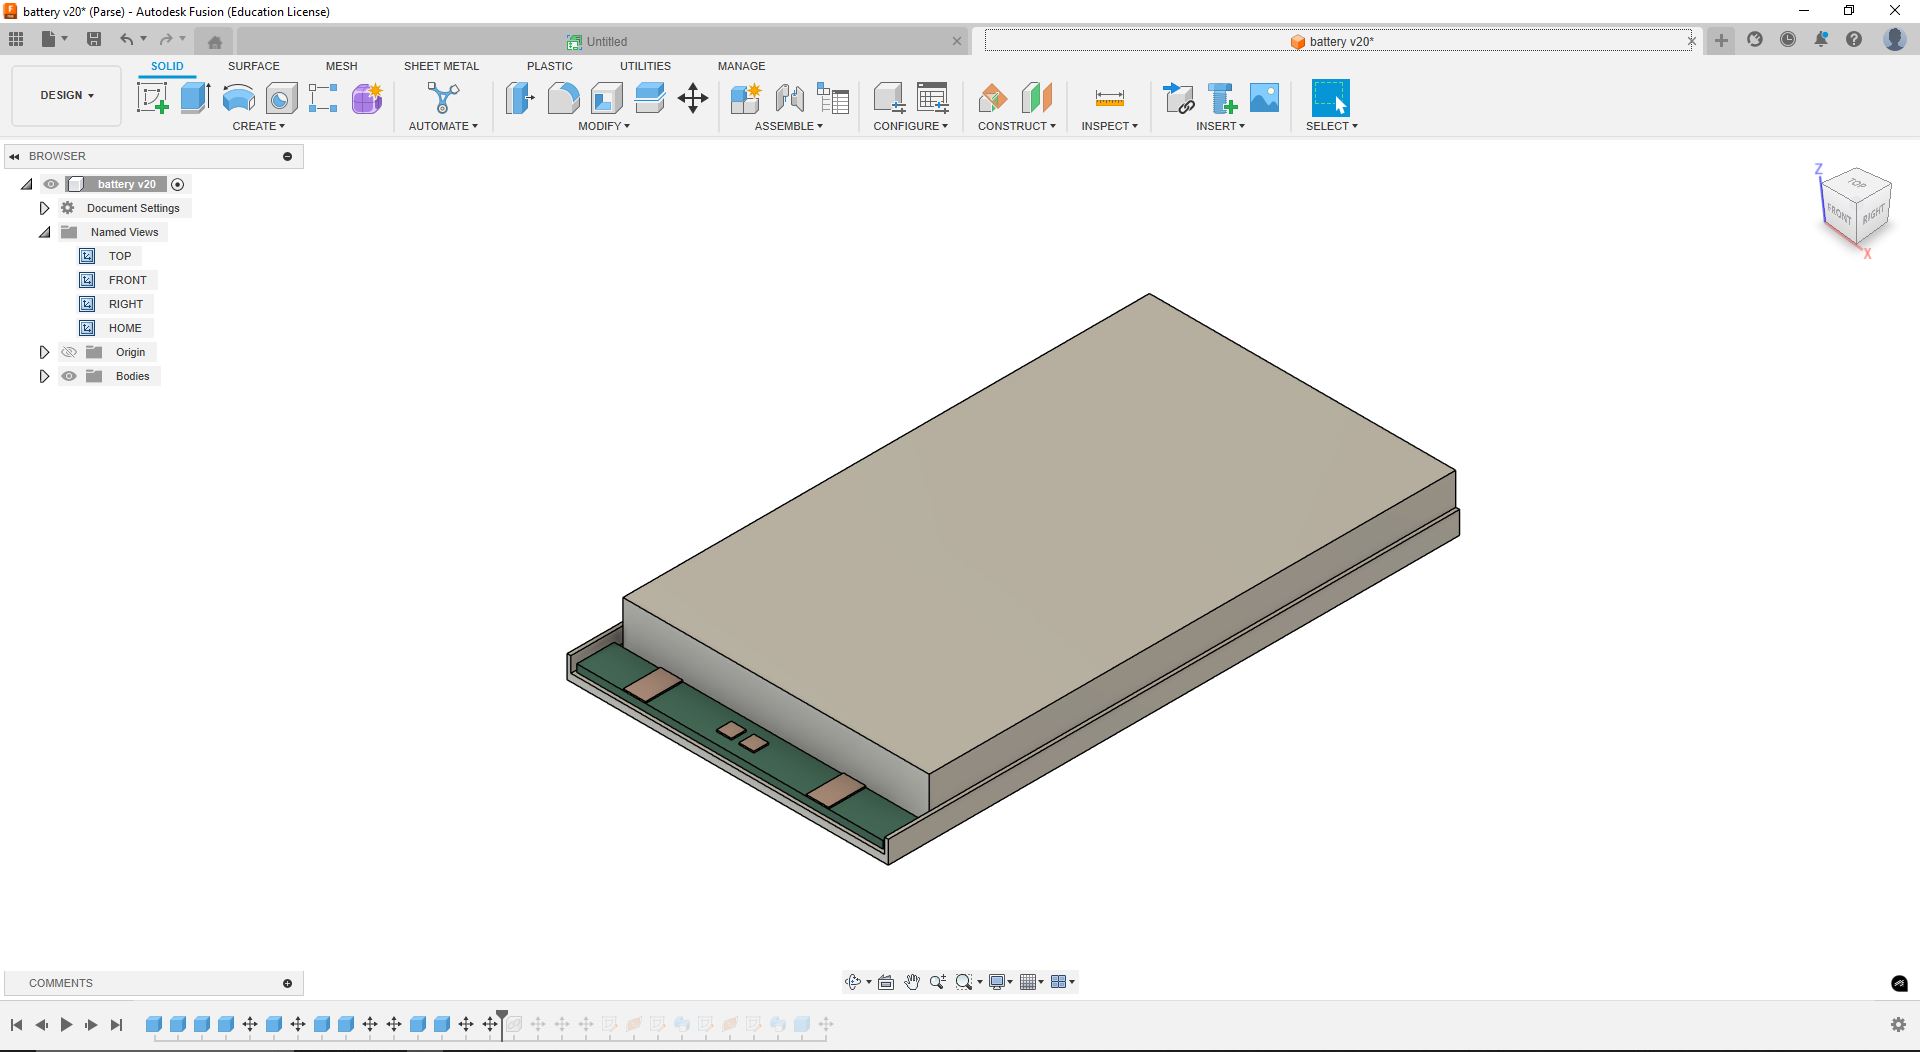 battery v20* (Parse) - Autodesk Fusion (Education License)
Untitled
battery v20*
SOLID SURFACE MESH SHEET METAL PLASTIC UTILITIES MANAGE
DESIGN
CREATE AUTOMATE MODIFY ASSEMBLE CONFIGURE CONSTRUCT INSPECT INSERT SELECT
BROWSER
battery v20
Document Settings
Named Views
TOP
FRONT
RIGHT
HOME
Origin
Bodies
Z
TOP
FRONT RIGHT
X
COMMENTS